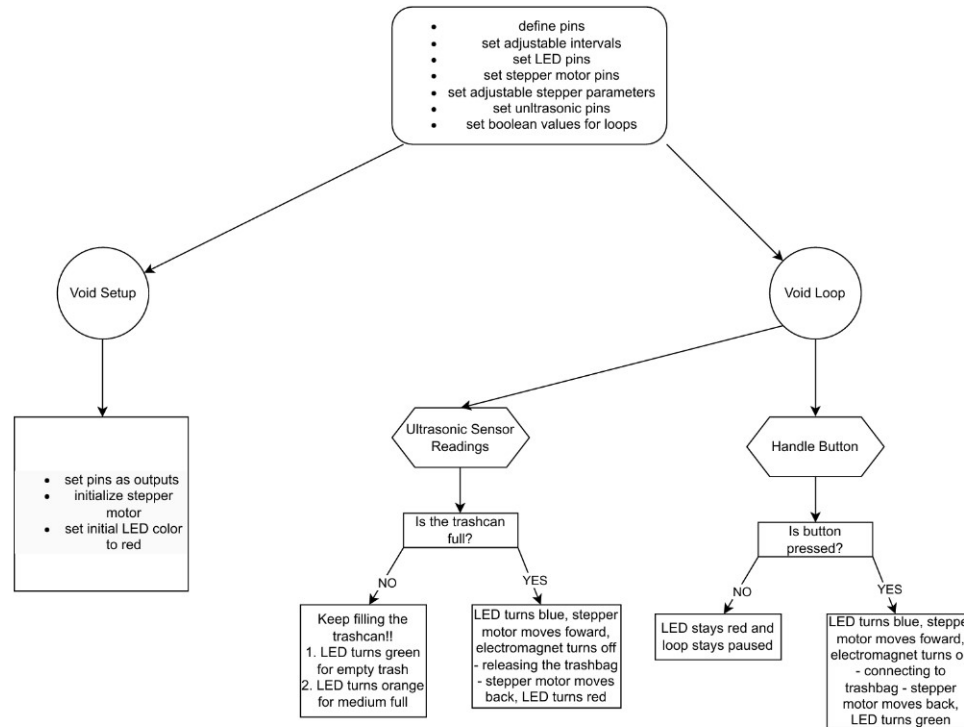 define pins
set adjustable intervals
set LED pins
set stepper motor pins
set adjustable stepper parameters
set unltrasonic pins
set boolean values for loops
Void Setup
Void Loop
set pins as outputs
initialize stepper
motor
set initial LED color
to red
Ultrasonic Sensor
Readings
Handle Button
Is the trashcan
full?
Is button
pressed?
NO
YES
NO
YES
Keep filling the
trashcan!!
1. LED turns green
for empty trash
2. LED turns orange
for medium full
LED turns blue, stepper
motor moves foward,
electromagnet turns off
- releasing the trashbag
- stepper motor moves
back, LED turns red
LED stays red and
loop stays paused
LED turns blue, steppe
motor moves foward,
electromagnet turns o
- connecting to
trashbag - stepper
motor moves back,
LED turns green